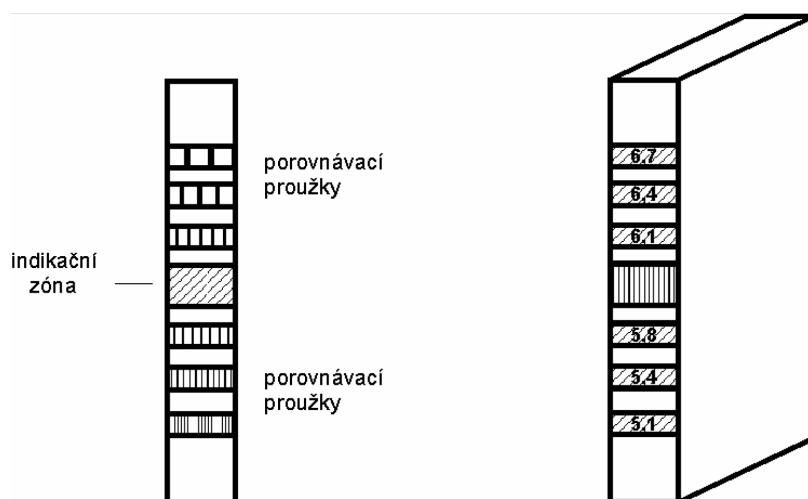 porovnávací
proužky
indikační
zóna
porovnávací
proužky
6,7
6,4
6,1
5,8
5,4
5,1